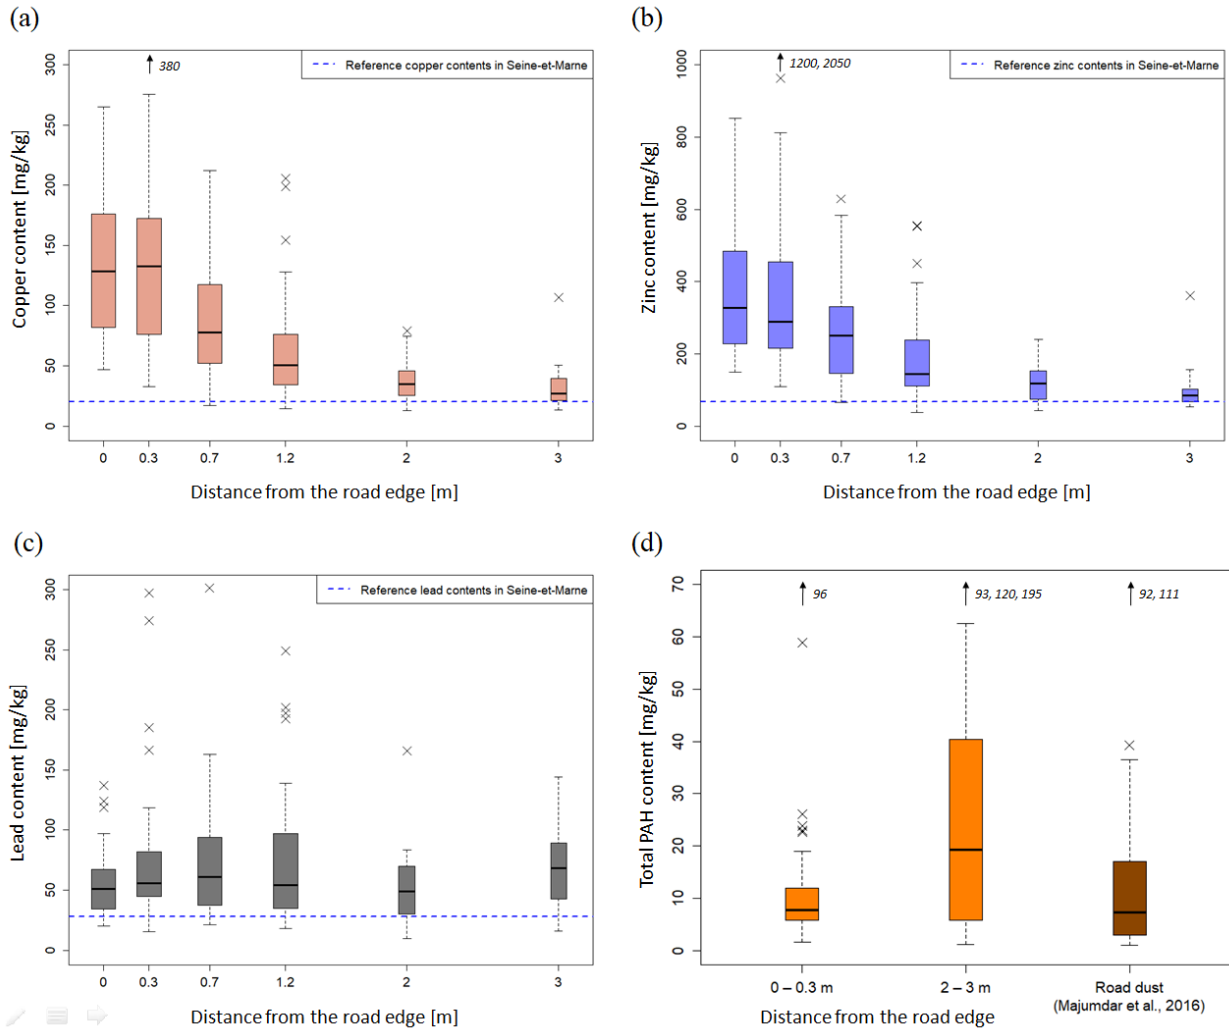 (a)
380
Reference copper contents in Seine-et-Marne
Copper content [mg/kg]
300
250
200
150
100
50
0
0 0.3 0.7 1.2 2 3
Distance from the road edge [m]
(b)
1200, 2050
Reference zinc contents in Seine-et-Marne
Zinc content [mg/kg]
1000
800
600
400
200
0
0 0.3 0.7 1.2 2 3
Distance from the road edge [m]
(c)
Reference lead contents in Seine-et-Marne
Lead content [mg/kg]
300
250
200
150
100
50
0
0 0.3 0.7 1.2 2 3
Distance from the road edge [m]
(d)
96
93, 120, 195
92, 111
Total PAH content [mg/kg]
70
60
50
40
30
20
10
0
0 – 0.3 m 2 – 3 m Road dust
(Majumdar et al., 2016)
Distance from the road edge